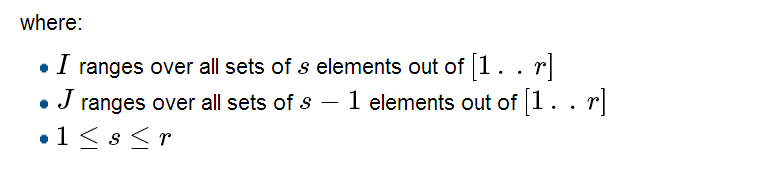 where:
• I ranges over all sets of s elements out of [1 . . r]
• J ranges over all sets of s − 1 elements out of [1 . . r]
• 1 ≤ s ≤ r